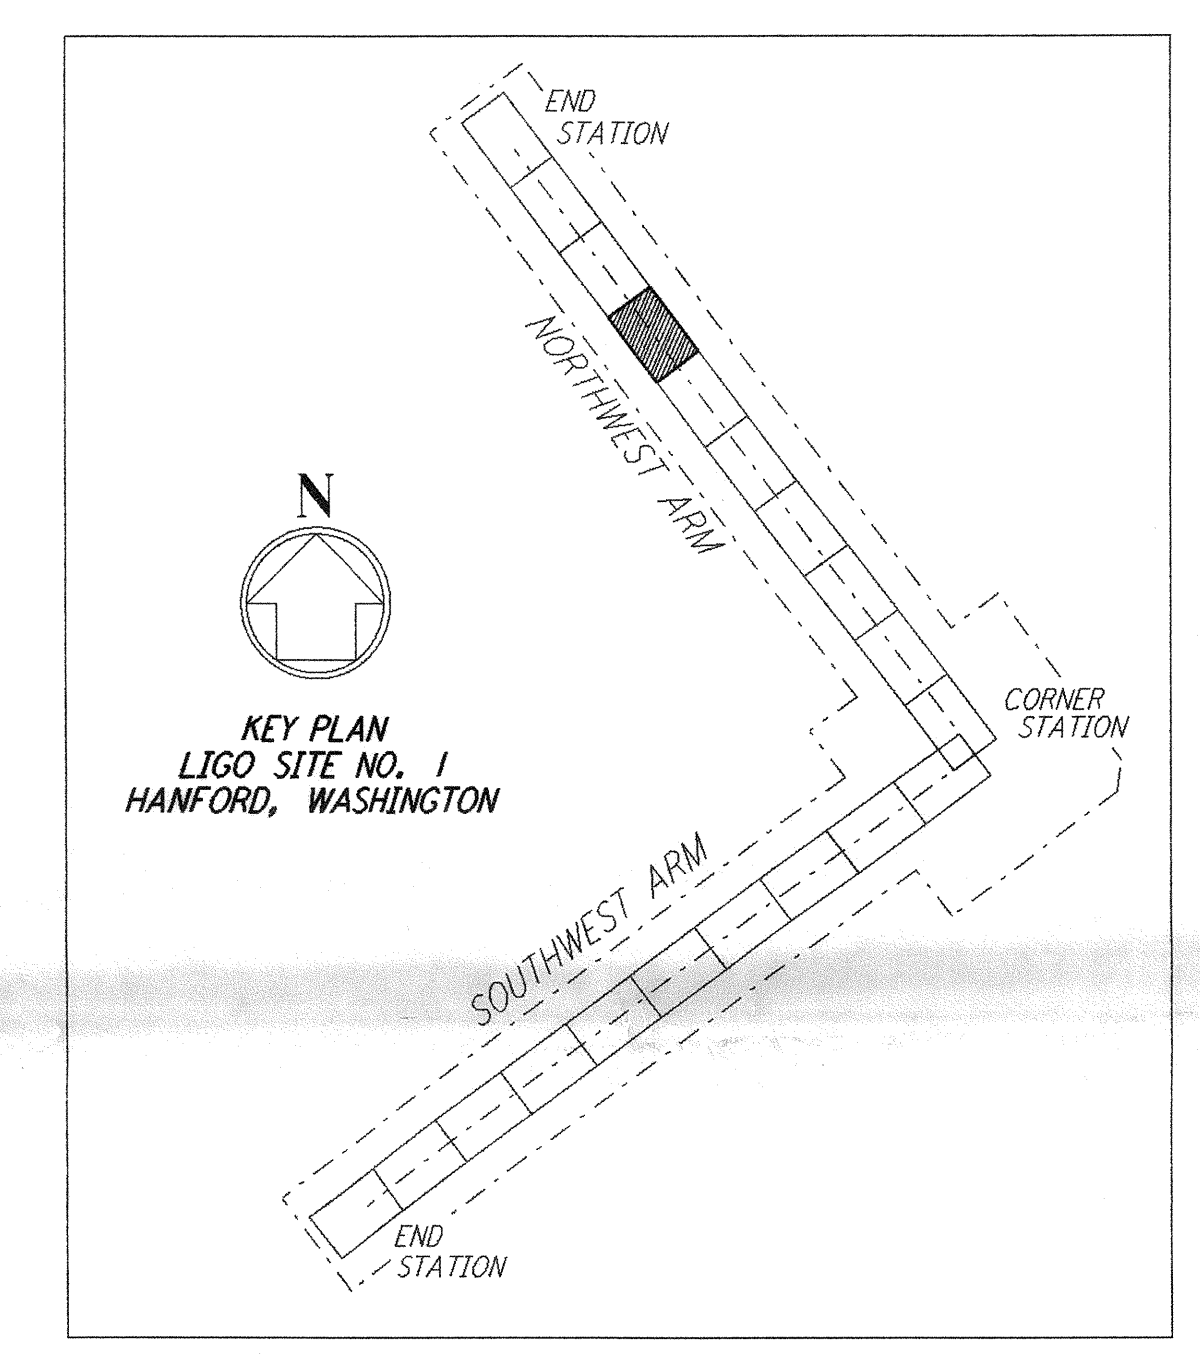 END
STATION
NORTHWEST ARM
N
CORNER
STATION
KEY PLAN
LIGO SITE NO. 1
HANFORD, WASHINGTON
SOUTHWEST ARM
END
STATION